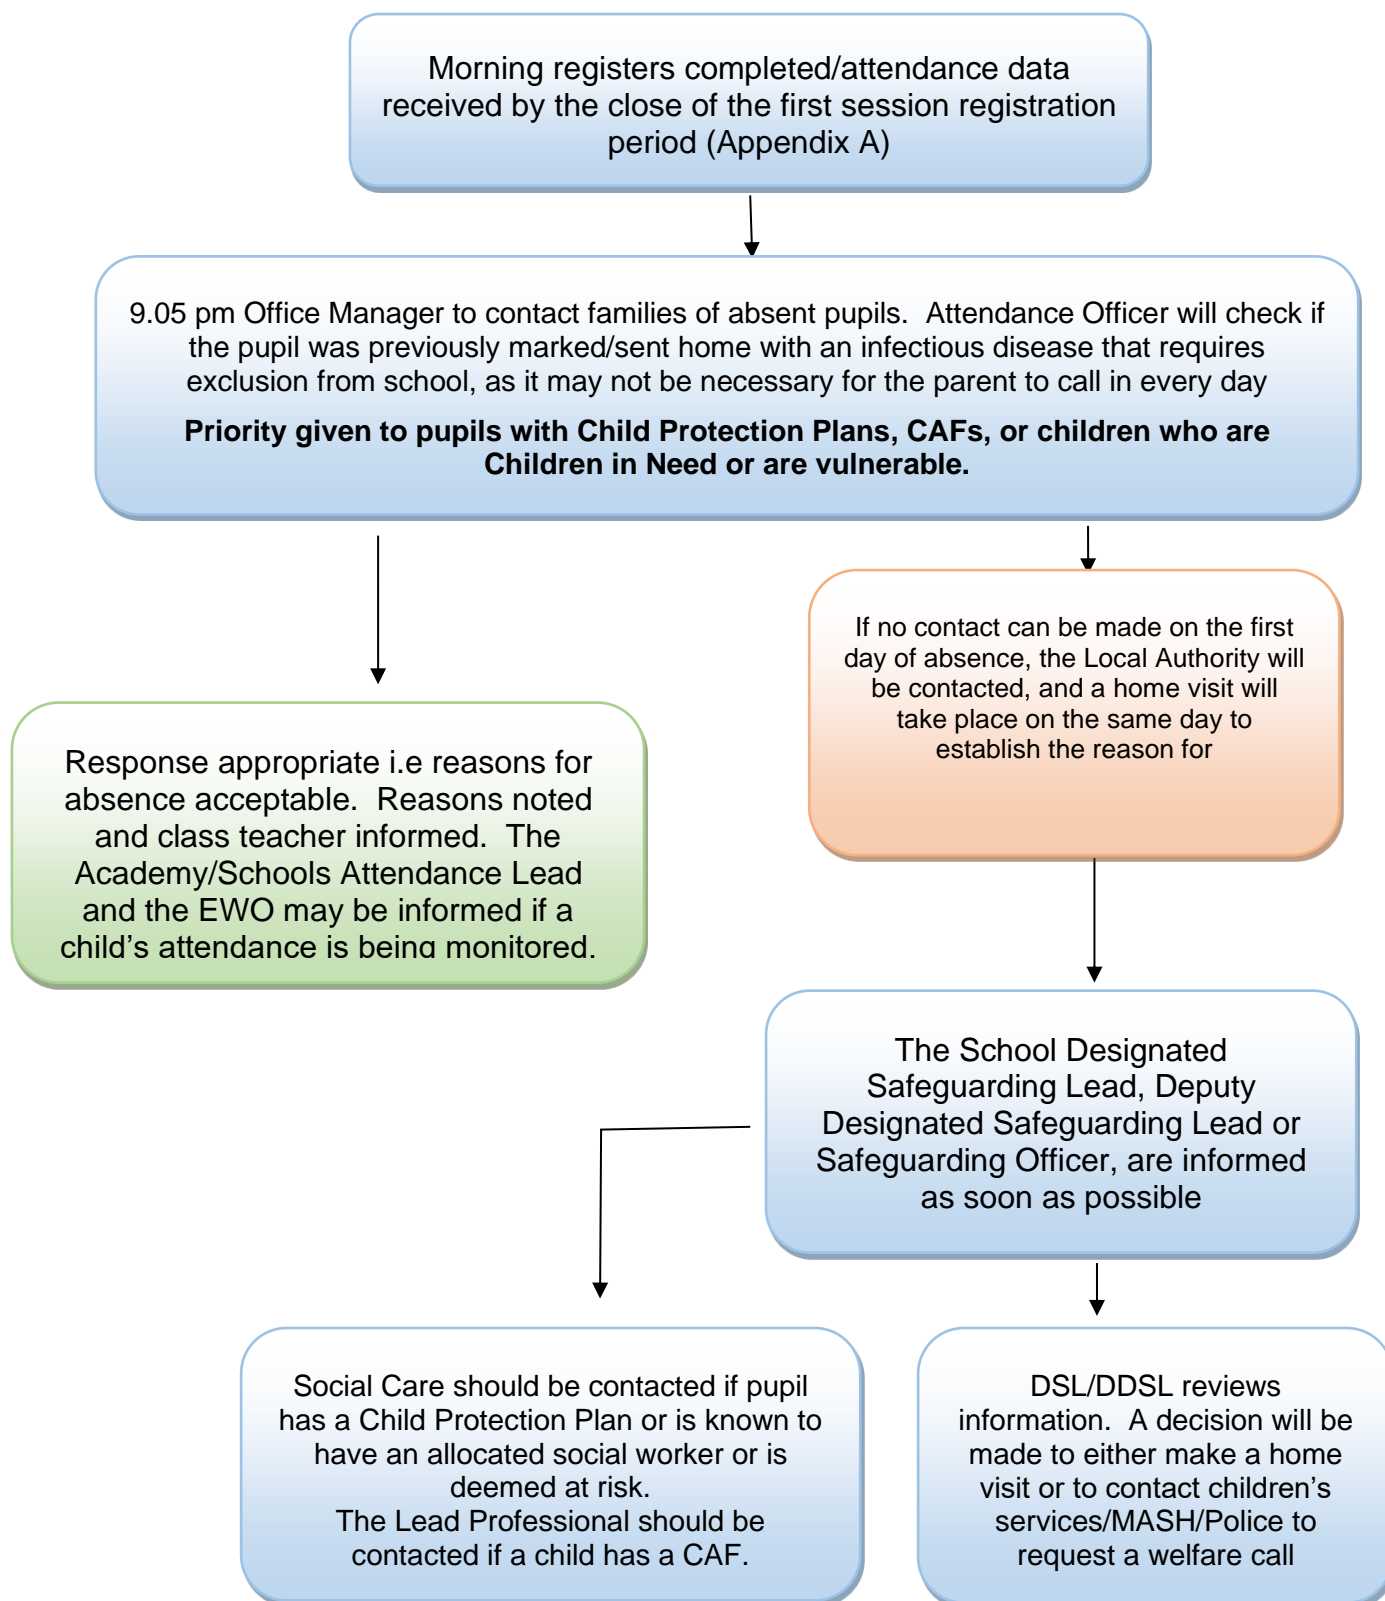 Morning registers completed/attendance data
received by the close of the first session registration
period (Appendix A)
9.05 pm Office Manager to contact families of absent pupils.  Attendance Officer will check if
the pupil was previously marked/sent home with an infectious disease that requires
exclusion from school, as it may not be necessary for the parent to call in every day
Priority given to pupils with Child Protection Plans, CAFs, or children who are
Children in Need or are vulnerable.
If no contact can be made on the first
day of absence, the Local Authority will
be contacted, and a home visit will
take place on the same day to
establish the reason for
Response appropriate i.e reasons for
absence acceptable.  Reasons noted
and class teacher informed.  The
Academy/Schools Attendance Lead
and the EWO may be informed if a
child’s attendance is being monitored.
The School Designated
Safeguarding Lead, Deputy
Designated Safeguarding Lead or
Safeguarding Officer, are informed
as soon as possible
Social Care should be contacted if pupil
has a Child Protection Plan or is known to
have an allocated social worker or is
deemed at risk.
The Lead Professional should be
contacted if a child has a CAF.
DSL/DDSL reviews
information.  A decision will be
made to either make a home
visit or to contact children’s
services/MASH/Police to
request a welfare call